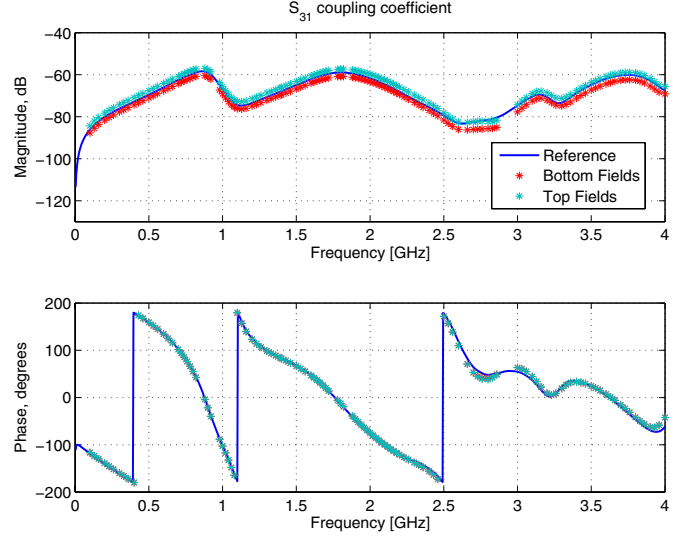 S31 coupling coefficient
Magnitude, dB
−40
−60
−80
−100
−120
0 0.5 1 1.5 2 2.5 3 3.5 4
Frequency [GHz]
Reference
Bottom Fields
Top Fields
Phase, degrees
200
100
0
−100
−200
0 0.5 1 1.5 2 2.5 3 3.5 4
Frequency [GHz]